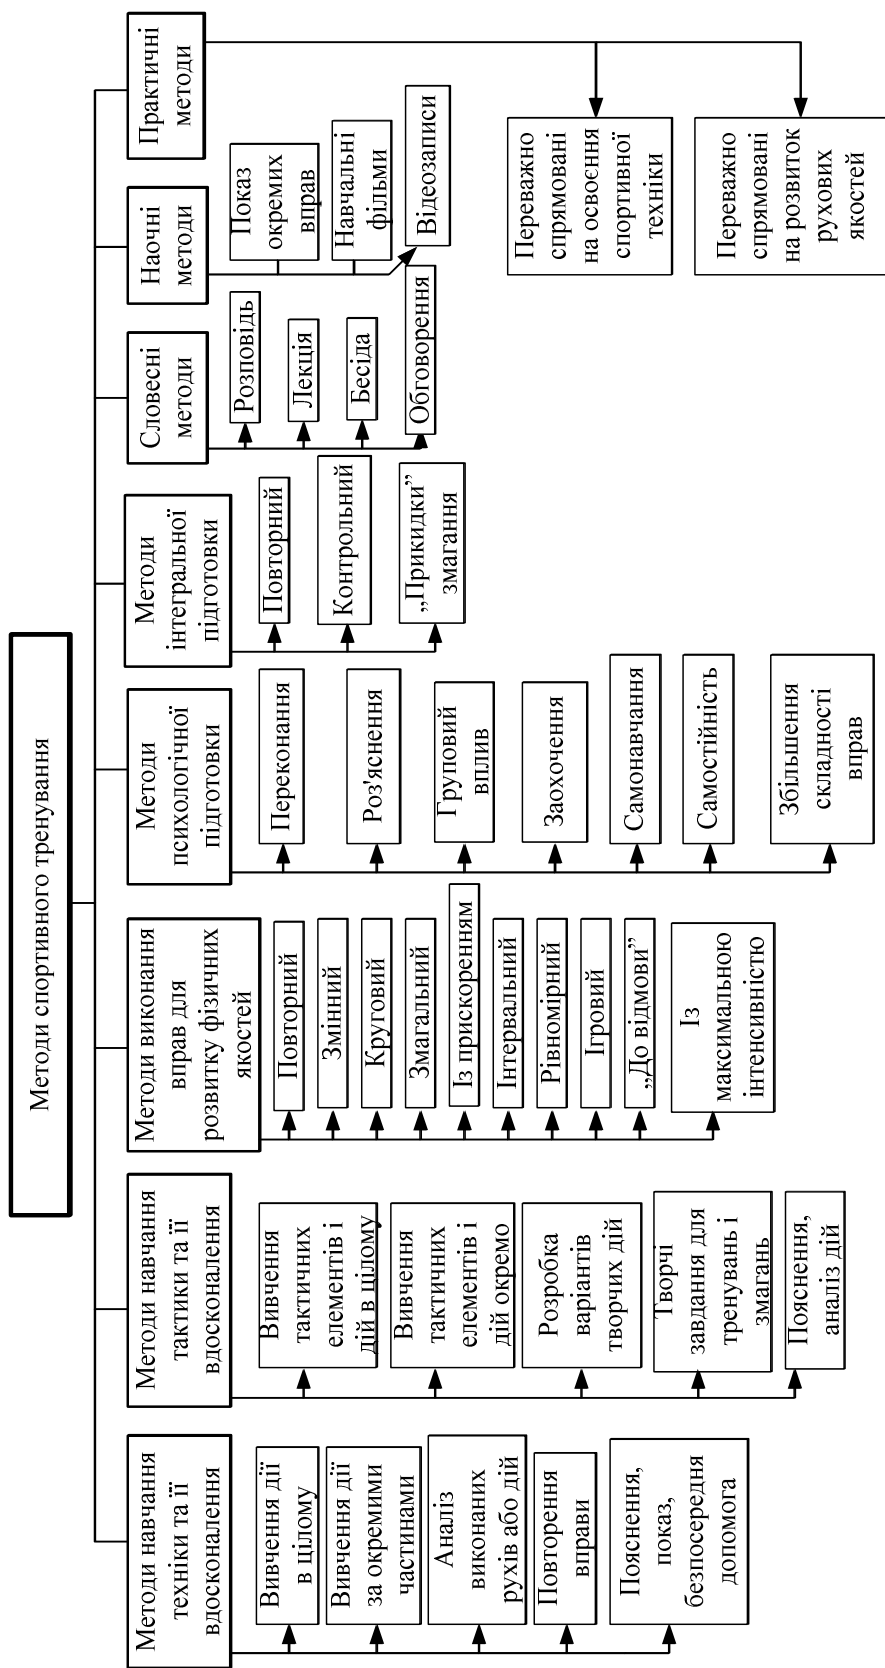 Методи спортивного тренування
Методи навчання
техніки та її
вдосконалення
Вивчення дії
в цілому
Вивчення дії
за окремими
частинами
Аналіз
виконаних
рухів або дій
Повторення
вправи
Пояснення,
показ,
безпосередня
допомога
Методи навчання
тактики та її
вдосконалення
Вивчення
тактичних
елементів і
дій в цілому
Вивчення
тактичних
елементів і
дій окремо
Розробка
варіантів
творчих дій
Творчі
завдання для
тренувань і
змагань
Пояснення,
аналіз дій
Методи виконання
вправ для
розвитку фізичних
якостей
Повторний
Змінний
Круговий
Змагальний
Із прискоренням
Інтервальний
Рівномірний
Ігровий
„До відмови”
Із
максимальною
інтенсивністю
Методи
психологічної
підготовки
Переконання
Роз'яснення
Груповий
вплив
Заохочення
Самонавчання
Самостійність
Збільшення
складності
вправ
Методи
інтегральної
підготовки
Повторний
Контрольний
„Прикидки”
змагання
Словесні
методи
Розповідь
Лекція
Бесіда
Обговорення
Наочні
методи
Показ
окремих
вправ
Навчальні
фільми
Відеозаписи
Практичні
методи
Переважно
спрямовані
на освоєння
спортивної
техніки
Переважно
спрямовані
на розвиток
рухових
якостей